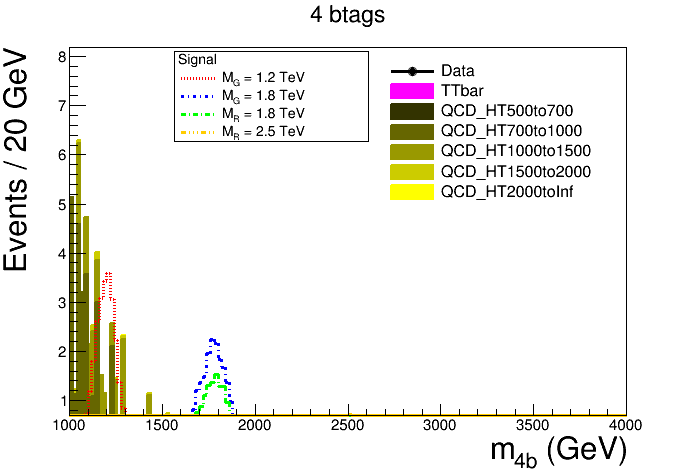 4 btags
Events / 20 GeV
8
7
6
5
4
3
2
1
Signal
M_G = 1.2 TeV
M_G = 1.8 TeV
M_R = 1.8 TeV
M_R = 2.5 TeV
Data
TTbar
QCD_HT500to700
QCD_HT700to1000
QCD_HT1000to1500
QCD_HT1500to2000
QCD_HT2000toInf
1000 1500 2000 2500 3000 3500 4000
m_4b (GeV)